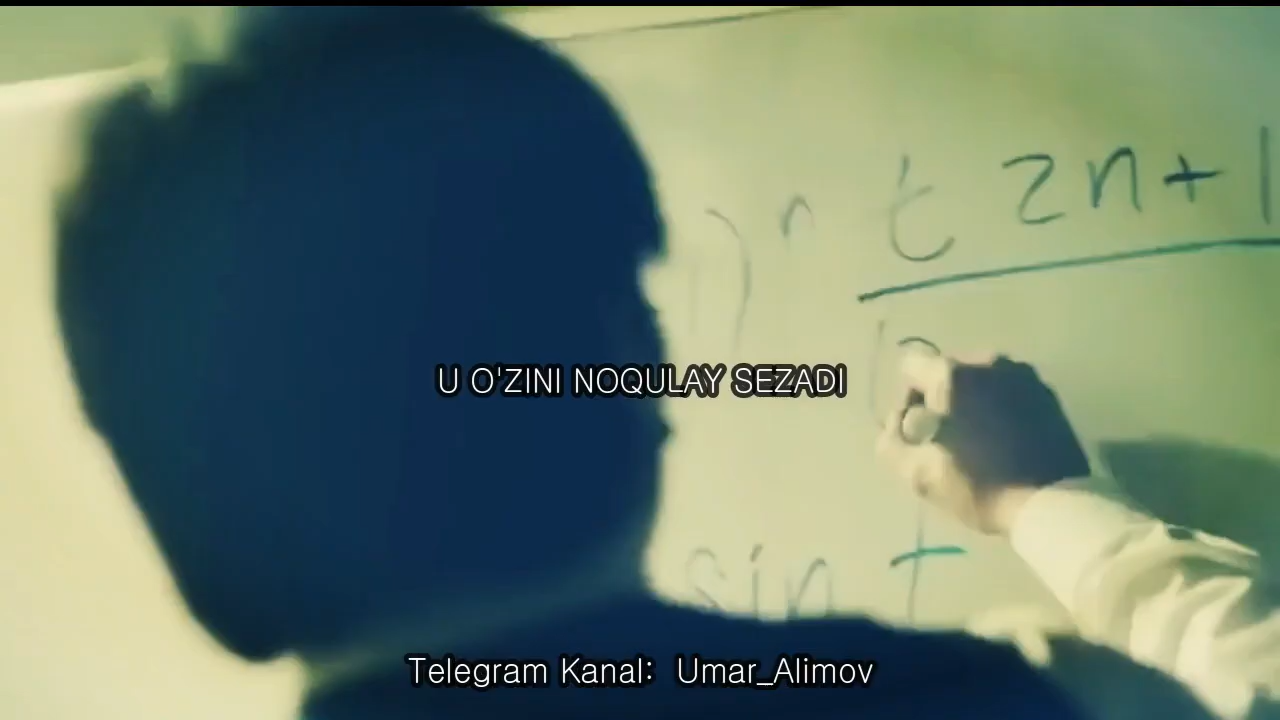 )n t 2n+1
U O'ZINI NOQULAY SEZADI
sin t
Telegram Kanal: Umar_Alimov